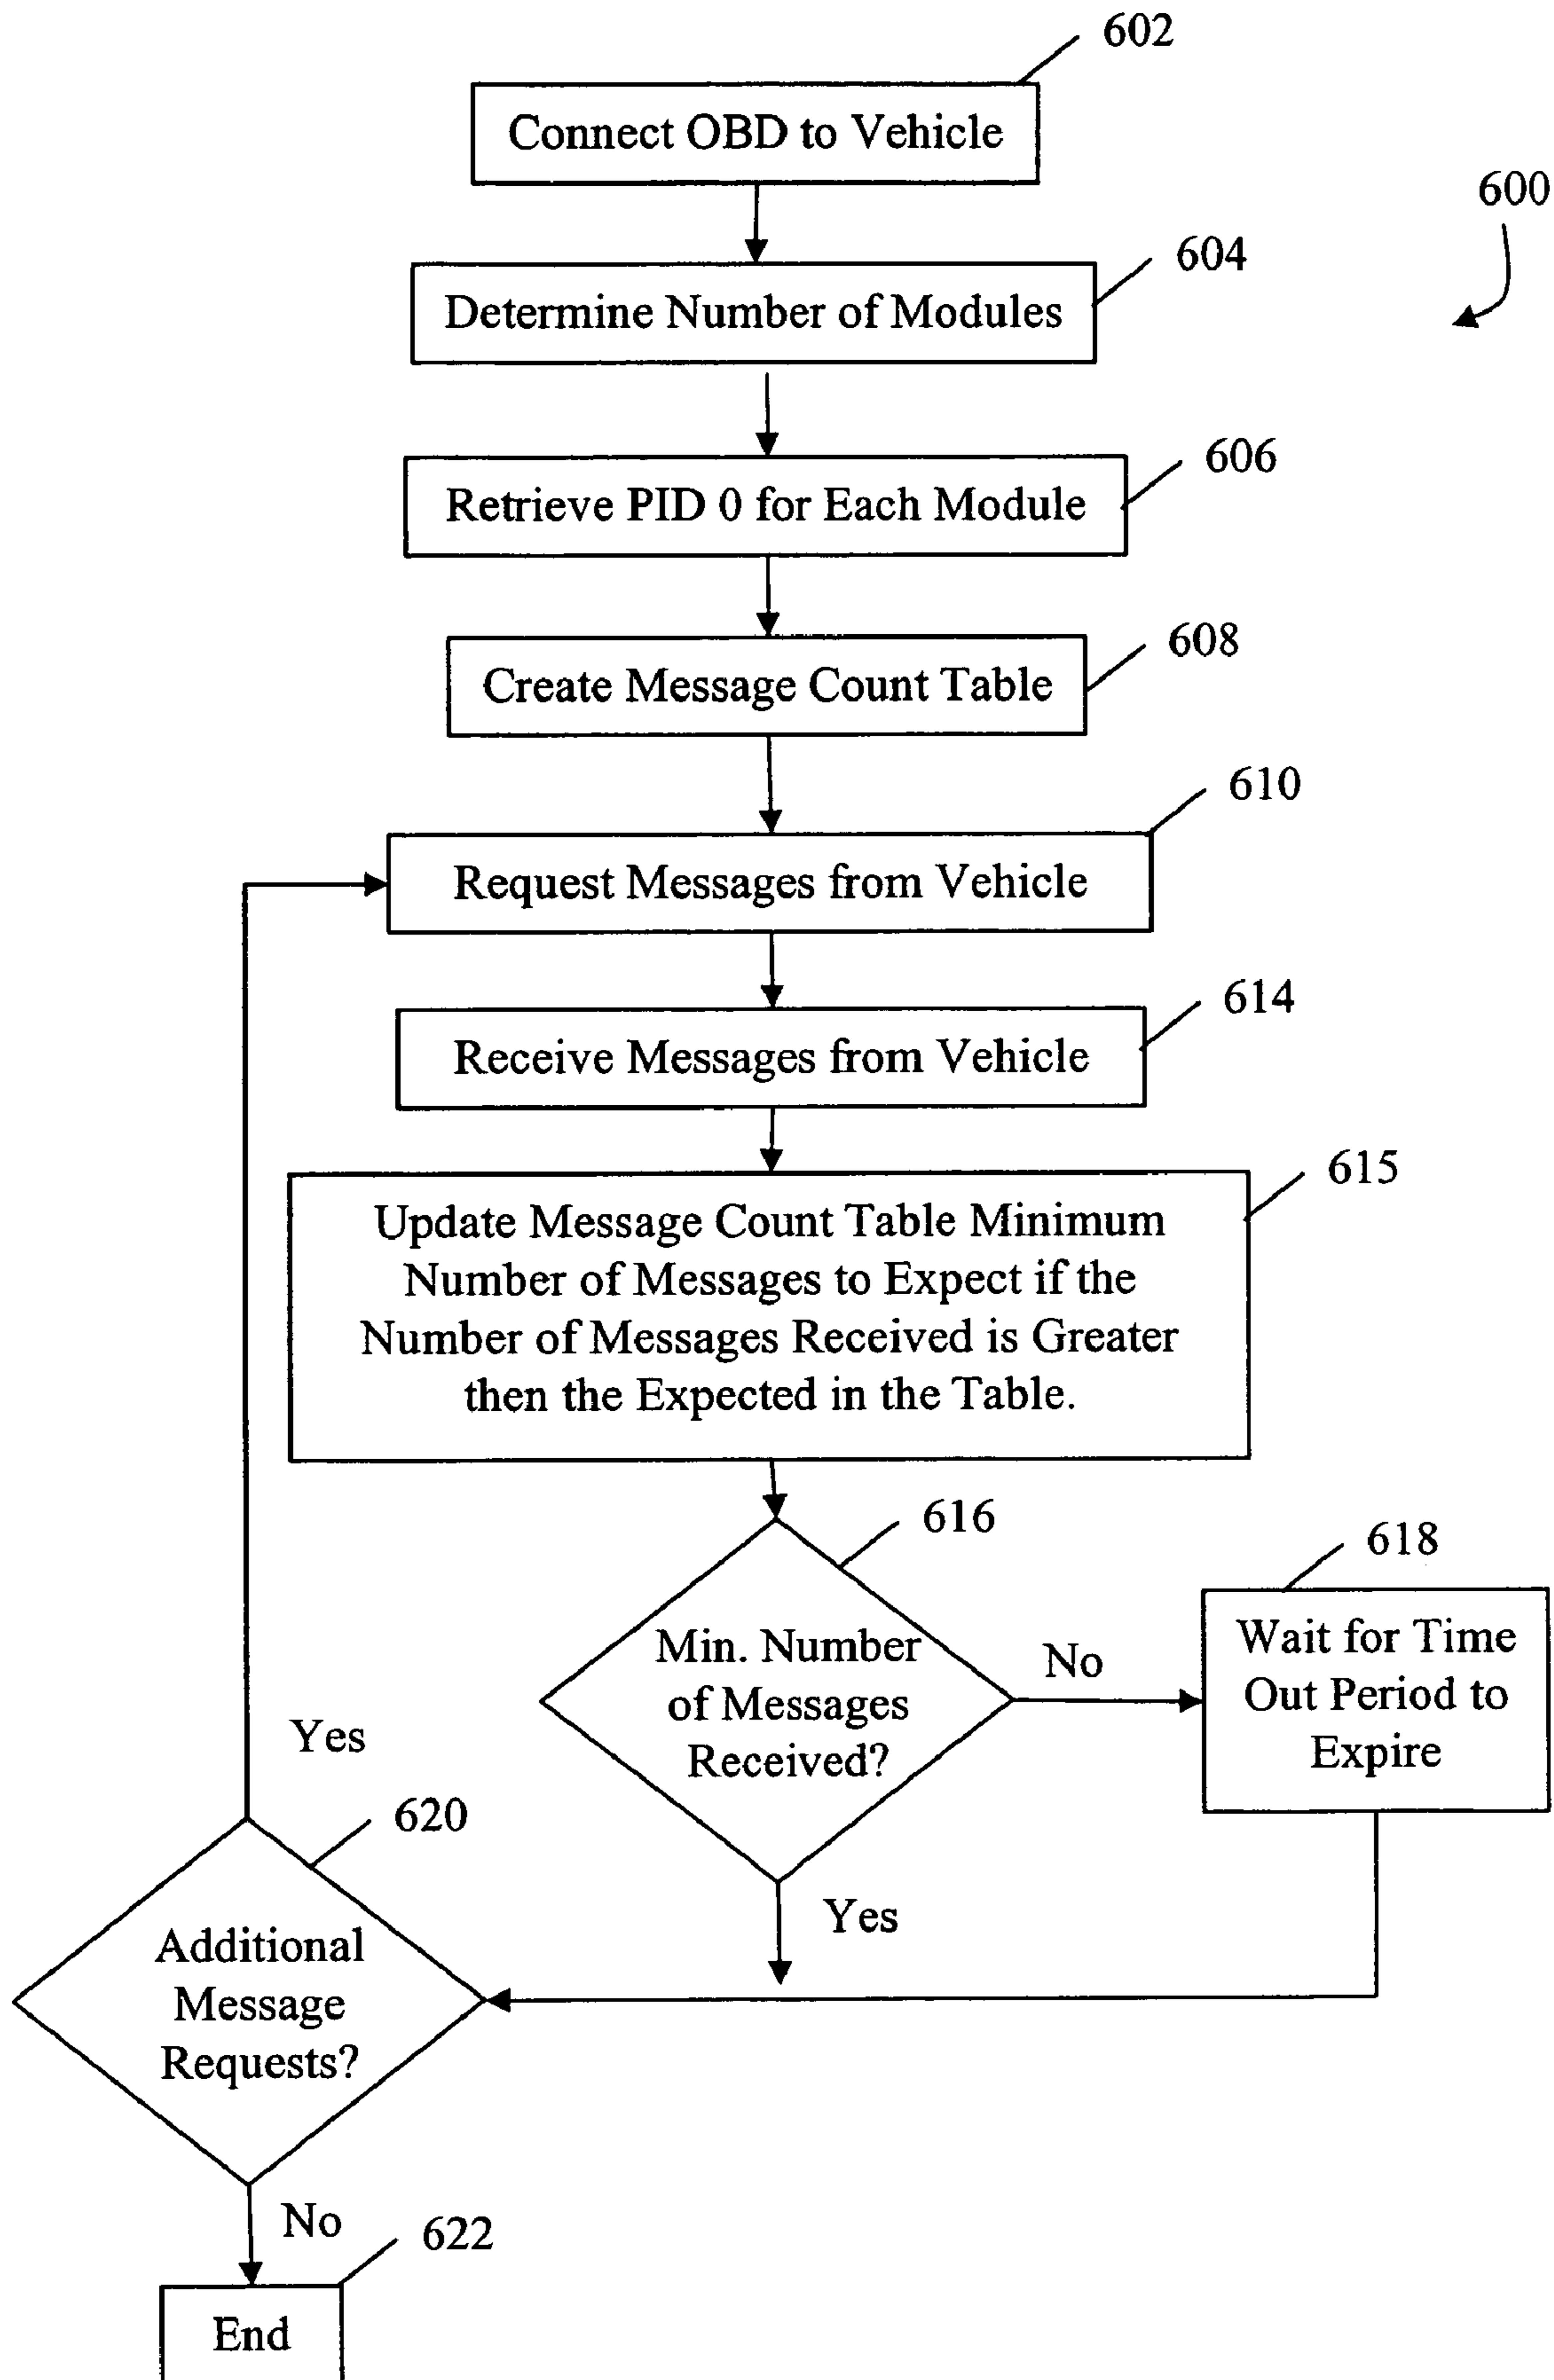 602
Connect OBD to Vehicle
600
604
Determine Number of Modules
606
Retrieve PID 0 for Each Module
608
Create Message Count Table
610
Request Messages from Vehicle
614
Receive Messages from Vehicle
615
Update Message Count Table Minimum
Number of Messages to Expect if the
Number of Messages Received is Greater
then the Expected in the Table.
616
618
Min. Number
of Messages
Received?
No
Wait for Time
Out Period to
Expire
Yes
620
Yes
Additional
Message
Requests?
No
622
End